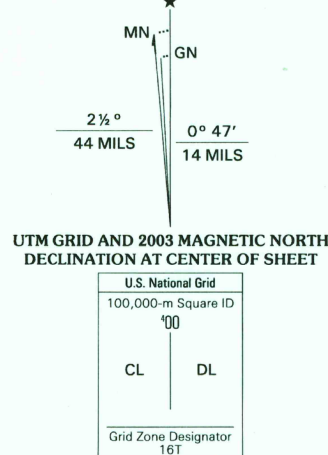 ★
MN
GN
2½°
44 MILS
0° 47′
14 MILS
UTM GRID AND 2003 MAGNETIC NORTH
DECLINATION AT CENTER OF SHEET
U.S. National Grid
100,000-m Square ID
⁴00
CL DL
Grid Zone Designator
16T